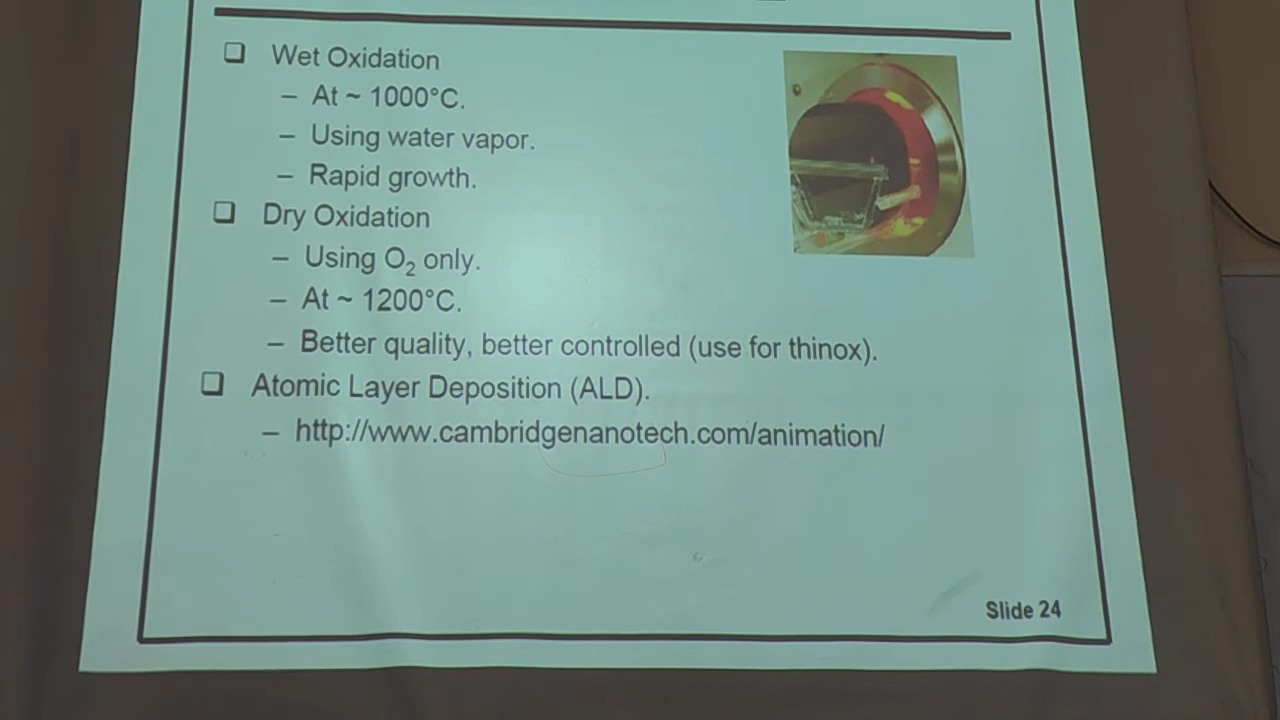 Wet Oxidation
– At ~ 1000°C.
– Using water vapor.
– Rapid growth.
Dry Oxidation
– Using O₂ only.
– At ~ 1200°C.
– Better quality, better controlled (use for thinox).
Atomic Layer Deposition (ALD).
– http://www.cambridgenanotech.com/animation/
Slide 24